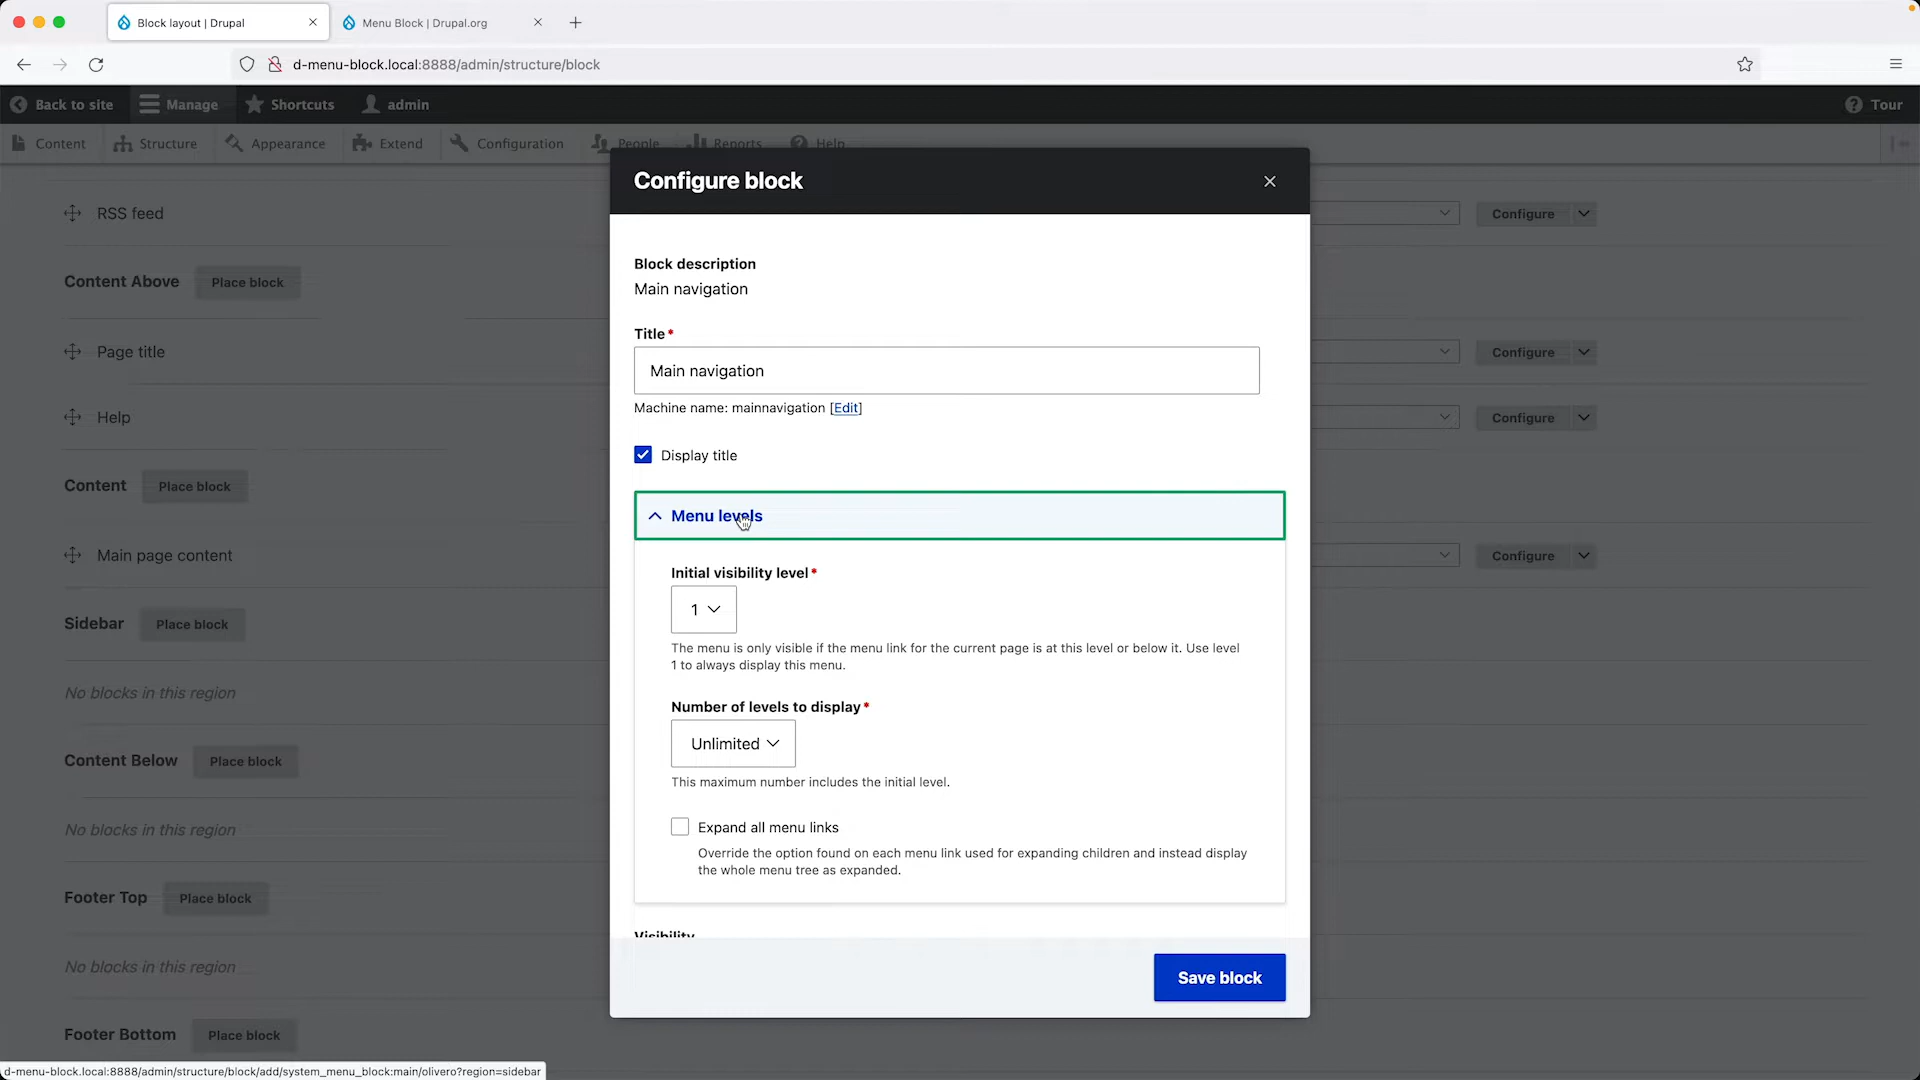 Block layout | Drupal
Menu Block | Drupal.org
d-menu-block.local:8888/admin/structure/block
Back to site
Manage
Shortcuts
admin
Tour
Content
Structure
Appearance
Extend
Configuration
People
Reports
Help
Configure block
RSS feed
Configure
Block description
Main navigation
Content Above
Place block
Title*
Main navigation
Page title
Configure
Machine name: mainnavigation [Edit]
Help
Configure
Display title
Content
Place block
Menu levels
Main page content
Configure
Initial visibility level*
1
Sidebar
Place block
The menu is only visible if the menu link for the current page is at this level or below it. Use level
1 to always display this menu.
No blocks in this region
Number of levels to display*
Unlimited
Content Below
Place block
This maximum number includes the initial level.
No blocks in this region
Expand all menu links
Override the option found on each menu link used for expanding children and instead display
the whole menu tree as expanded.
Footer Top
Place block
Visibility
No blocks in this region
Save block
Footer Bottom
Place block
d-menu-block.local:8888/admin/structure/block/add/system_menu_block:main/olivero?region=sidebar